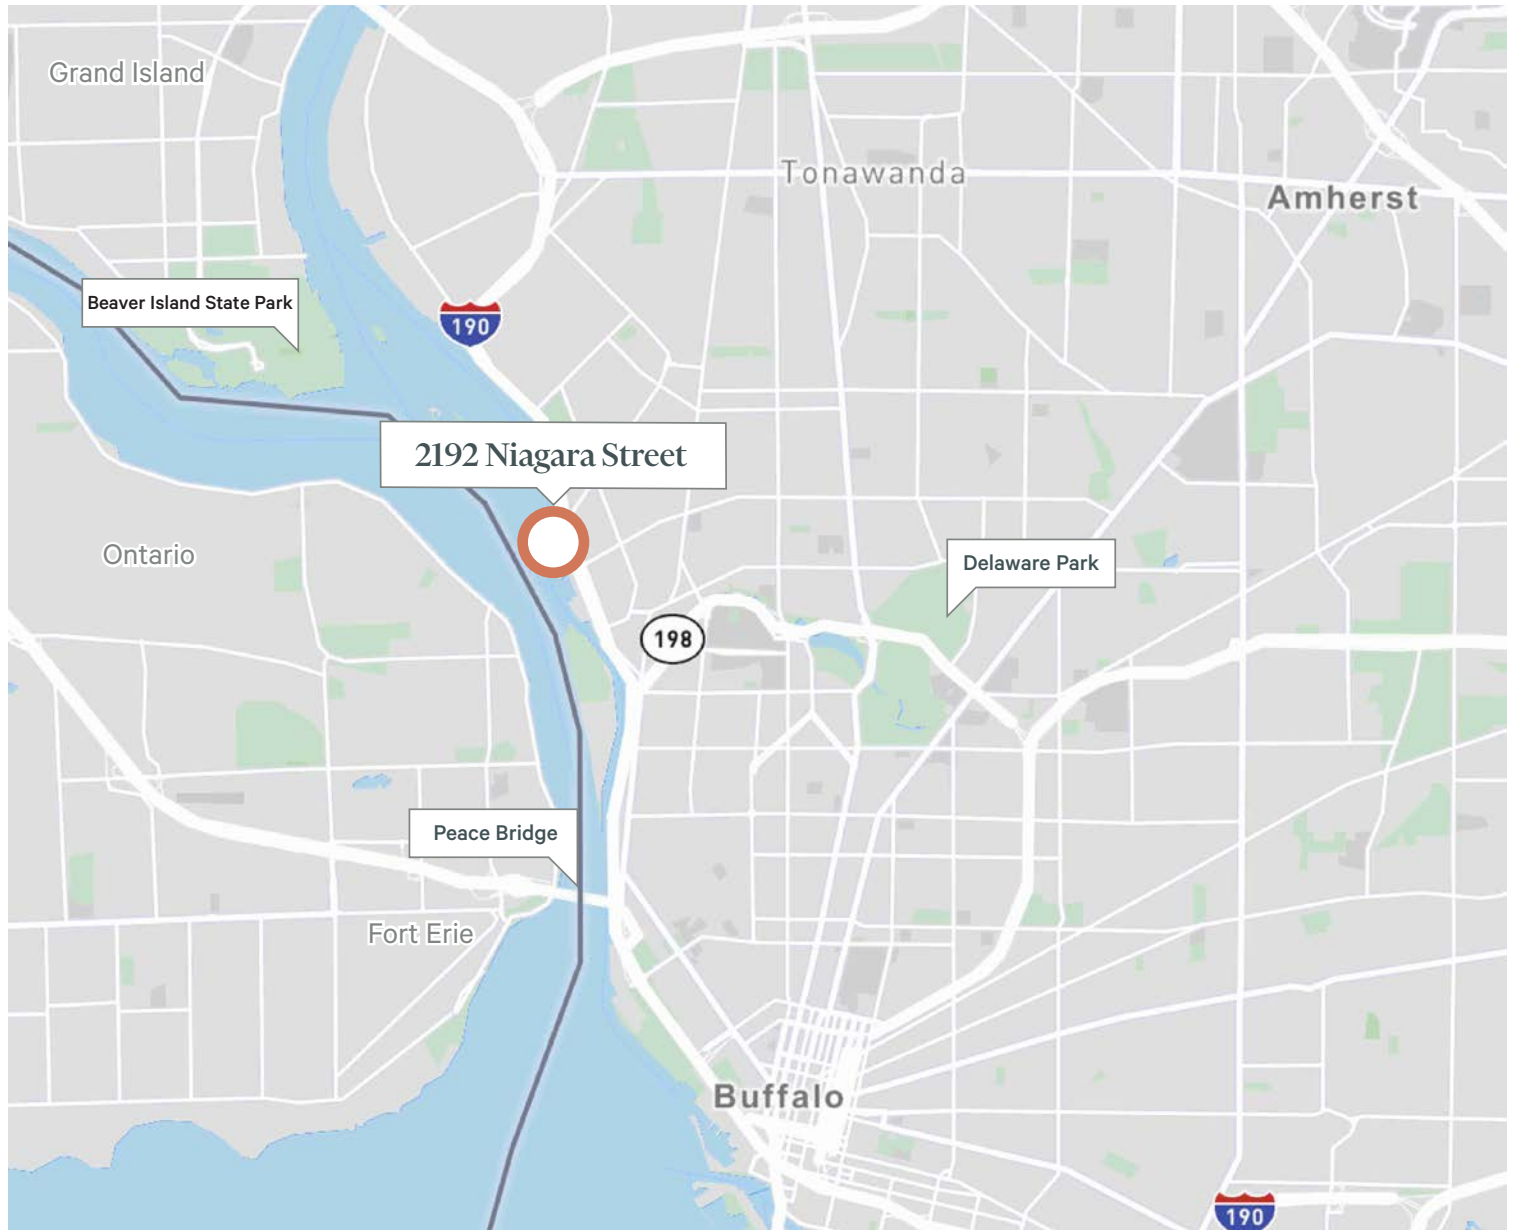 Grand Island
Tonawanda
Amherst
Beaver Island State Park
190
2192 Niagara Street
Ontario
Delaware Park
198
Peace Bridge
Fort Erie
Buffalo
190